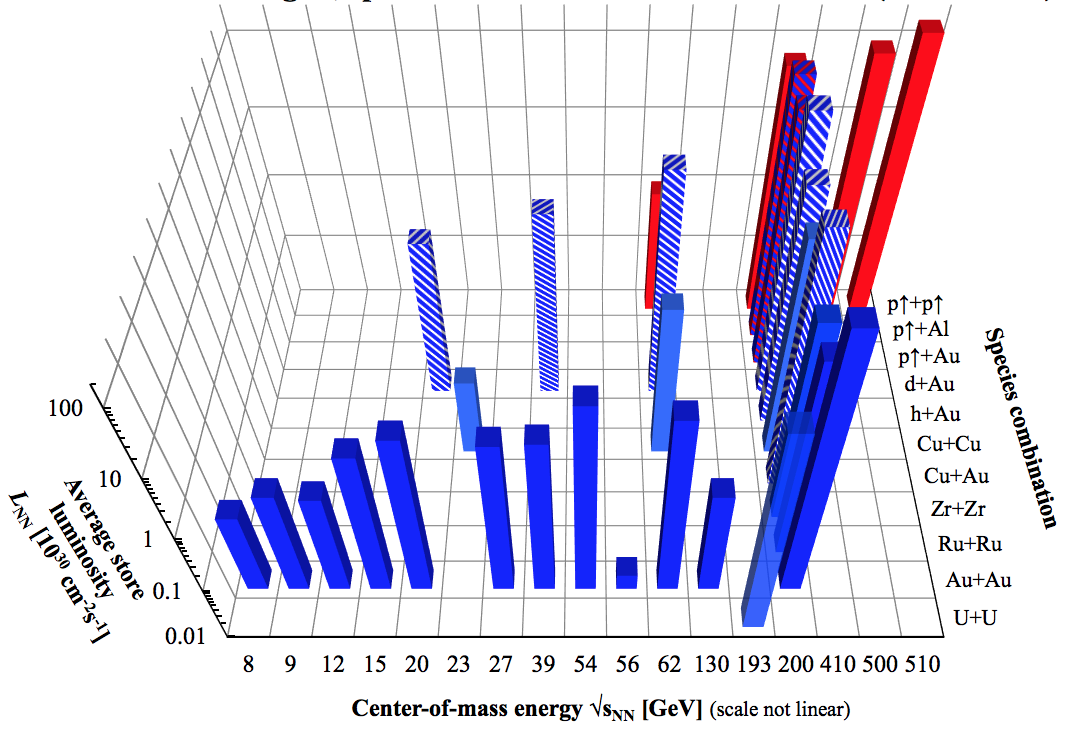 p↑+p↑
p↑+Al
p↑+Au
d+Au
h+Au
Cu+Cu
Cu+Au
Zr+Zr
Ru+Ru
Au+Au
U+U
Species combination
100
10
1
0.1
0.01
Average store
luminosity
L_NN [10³⁰ cm⁻²s⁻¹]
8 9 12 15 20 23 27 39 54 56 62 130 193 200 410 500 510
Center-of-mass energy √s_NN [GeV] (scale not linear)